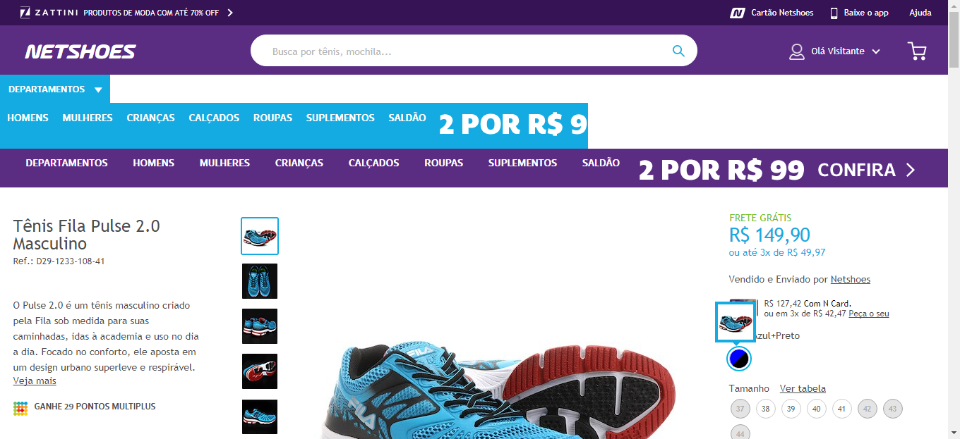 ZATTINI PRODUTOS DE MODA COM ATÉ 70% OFF
Cartão Netshoes Baixe o app Ajuda
NETSHOES
Busca por tênis, mochila...
Olá Visitante
DEPARTAMENTOS
HOMENS MULHERES CRIANÇAS CALÇADOS ROUPAS SUPLEMENTOS SALDÃO 2 POR R$ 9
DEPARTAMENTOS HOMENS MULHERES CRIANÇAS CALÇADOS ROUPAS SUPLEMENTOS SALDÃO 2 POR R$ 99 CONFIRA
Tênis Fila Pulse 2.0
Masculino
Ref.: D29-1233-108-41
O Pulse 2.0 é um tênis masculino criado
pela Fila sob medida para suas
caminhadas, idas à academia e uso no dia
a dia. Focado no conforto, ele aposta em
um design urbano superleve e respirável.
Veja mais
GANHE 29 PONTOS MULTIPLUS
FRETE GRÁTIS
R$ 149,90
ou até 3x de R$ 49,97
Vendido e Enviado por Netshoes
R$ 127,42 Com N Card.
ou em 3x de R$ 42,47 Peça o seu
Azul+Preto
Tamanho Ver tabela
37 38 39 40 41 42 43
44